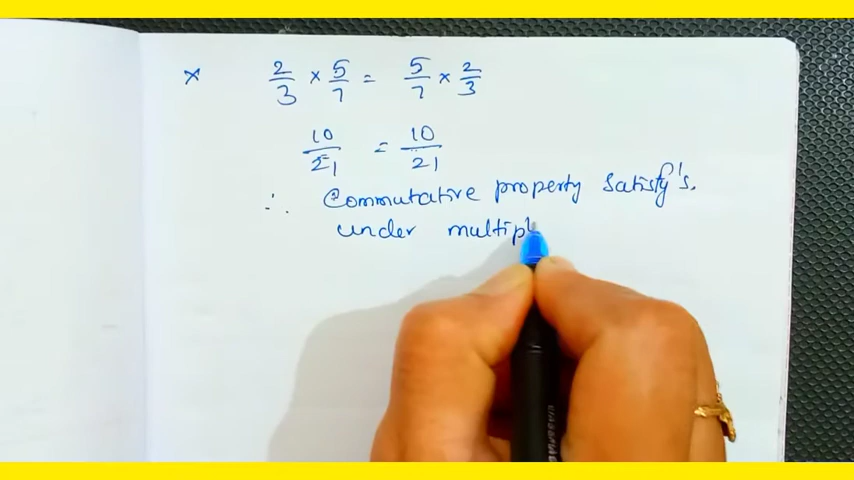 × 2/3 × 5/7 = 5/7 × 2/3
10/21 = 10/21
∴ Commutative property Satisfy's.
under multipl